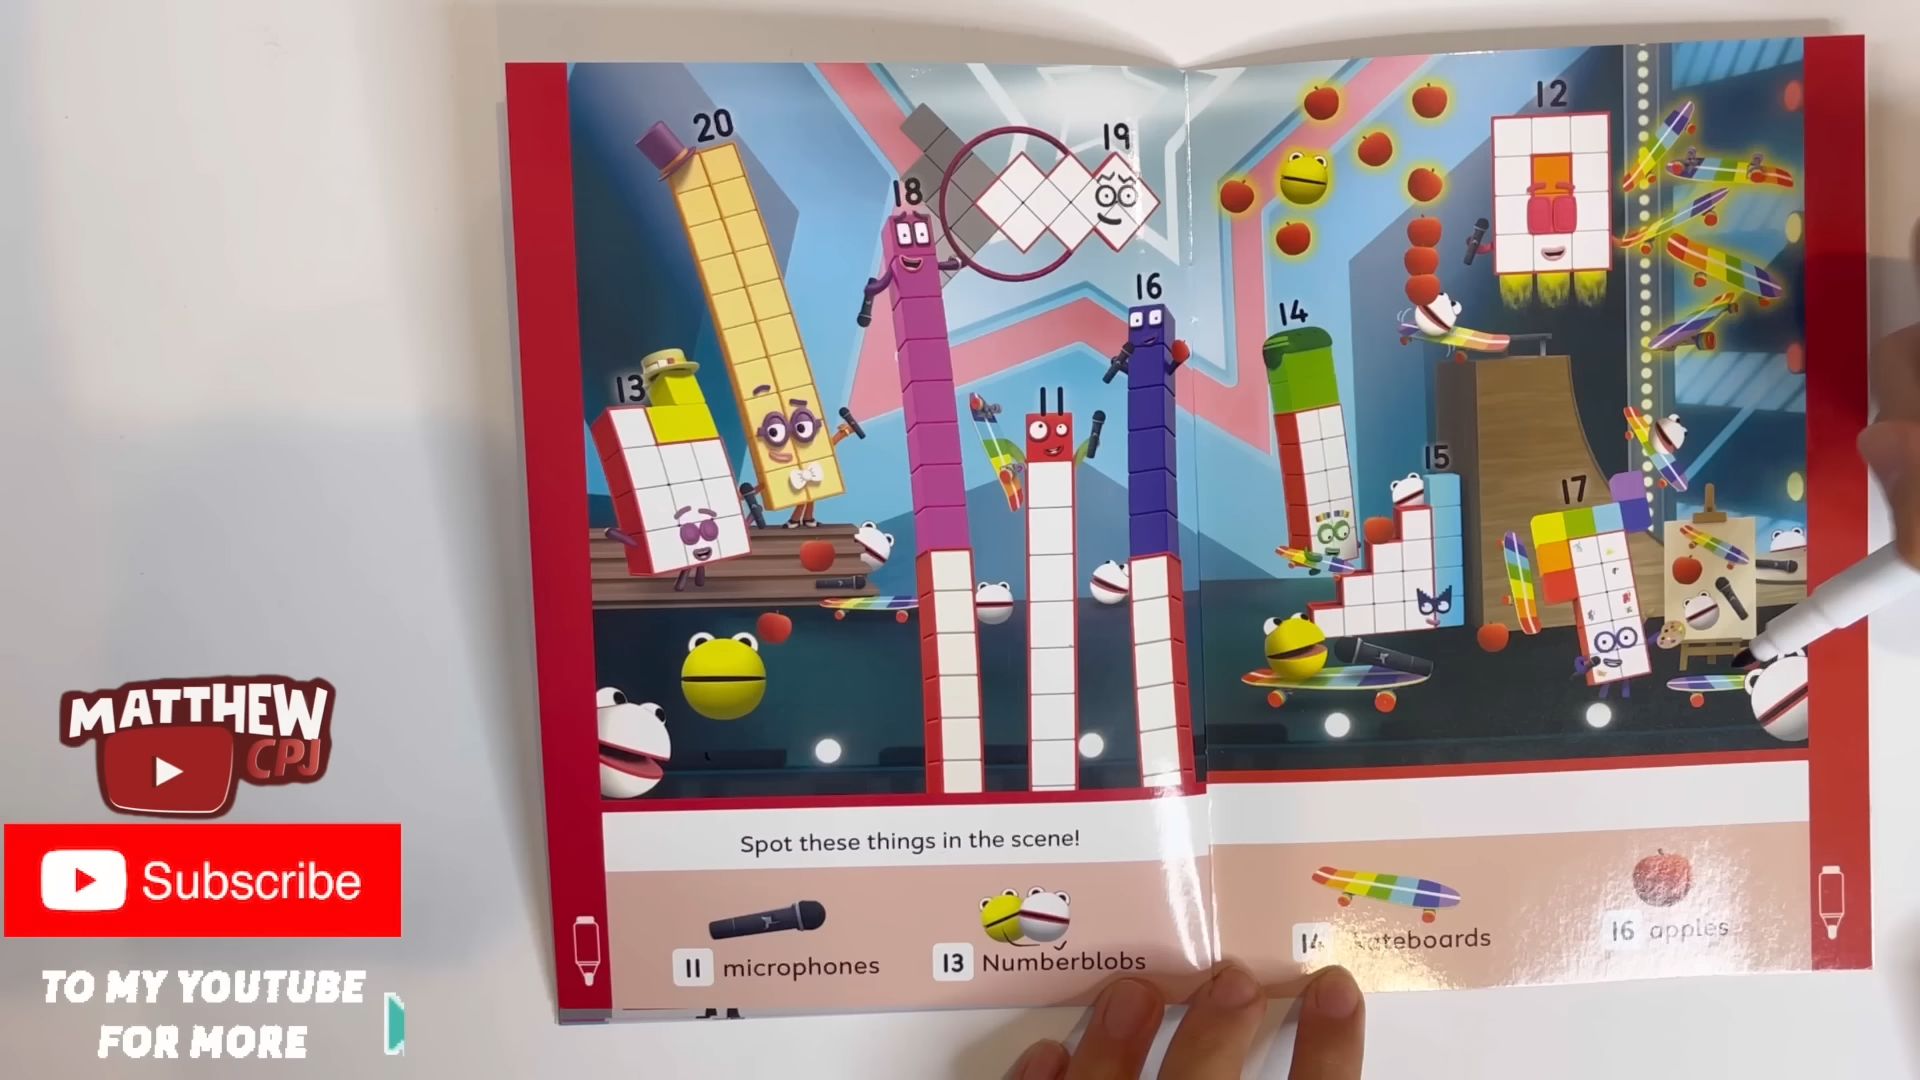 20
19
18
16
13
11
12
14
15
17
Spot these things in the scene!
11 microphones
13 Numberblobs
14 skateboards
16 apples
MATTHEW
CPJ
Subscribe
TO MY YOUTUBE
FOR MORE